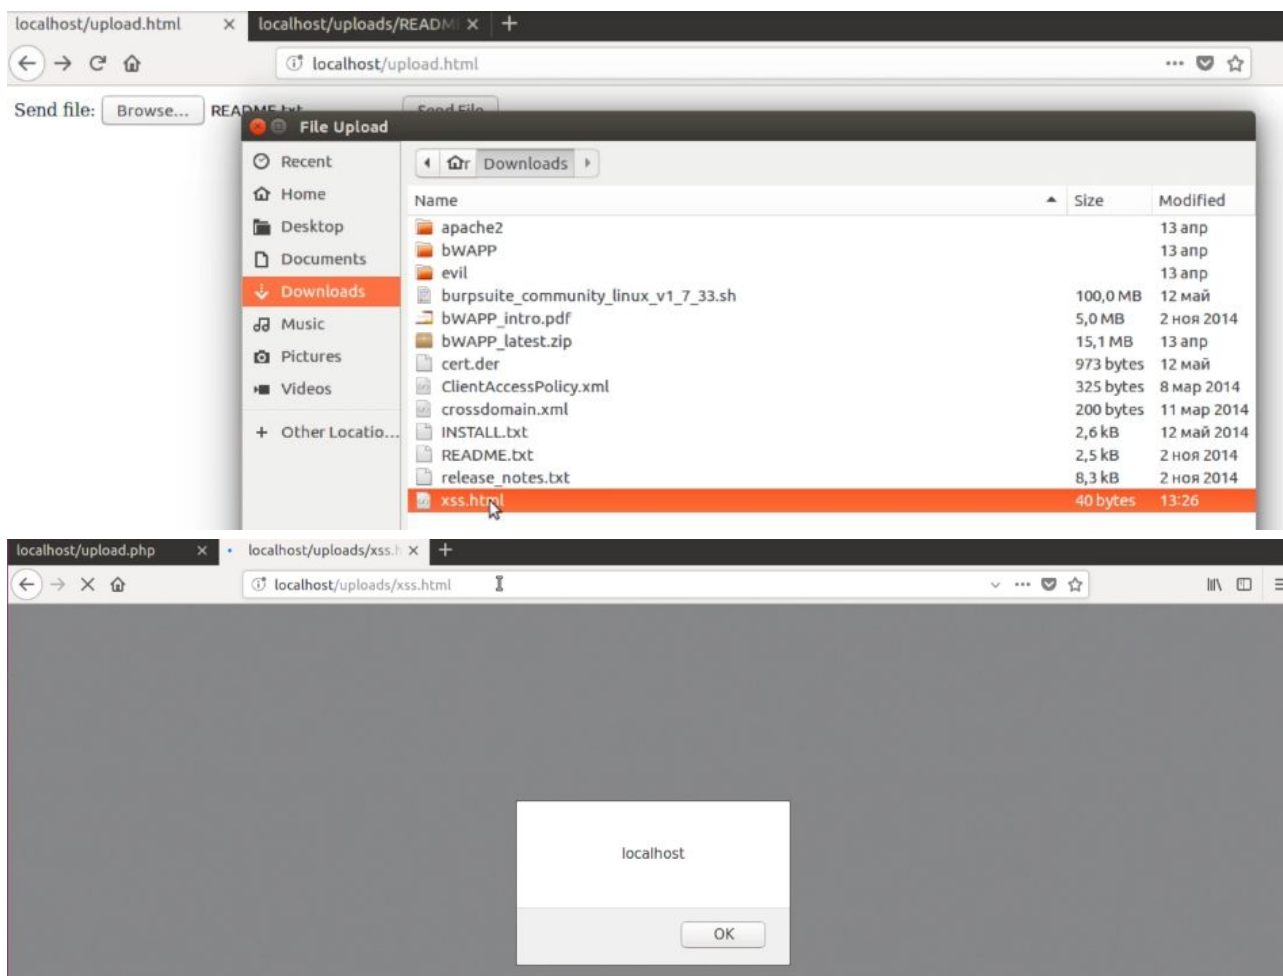 localhost/upload.html × localhost/uploads/READM × +
localhost/upload.html
Send file: Browse... README.txt Send File
File Upload
Recent
r Downloads
Home
Name Size Modified
Desktop
apache2 13 апр
bWAPP 13 апр
Documents
evil 13 апр
Downloads
burpsuite_community_linux_v1_7_33.sh 100,0 MB 12 май
Music
bWAPP_intro.pdf 5,0 MB 2 ноя 2014
bWAPP_latest.zip 15,1 MB 13 апр
Pictures
cert.der 973 bytes 12 май
Videos
ClientAccessPolicy.xml 325 bytes 8 мар 2014
crossdomain.xml 200 bytes 11 мар 2014
+ Other Locatio...
INSTALL.txt 2,6 kB 12 май 2014
README.txt 2,5 kB 2 ноя 2014
release_notes.txt 8,3 kB 2 ноя 2014
xss.html 40 bytes 13:26
localhost/upload.php × localhost/uploads/xss.h × +
localhost/uploads/xss.html
localhost
OK